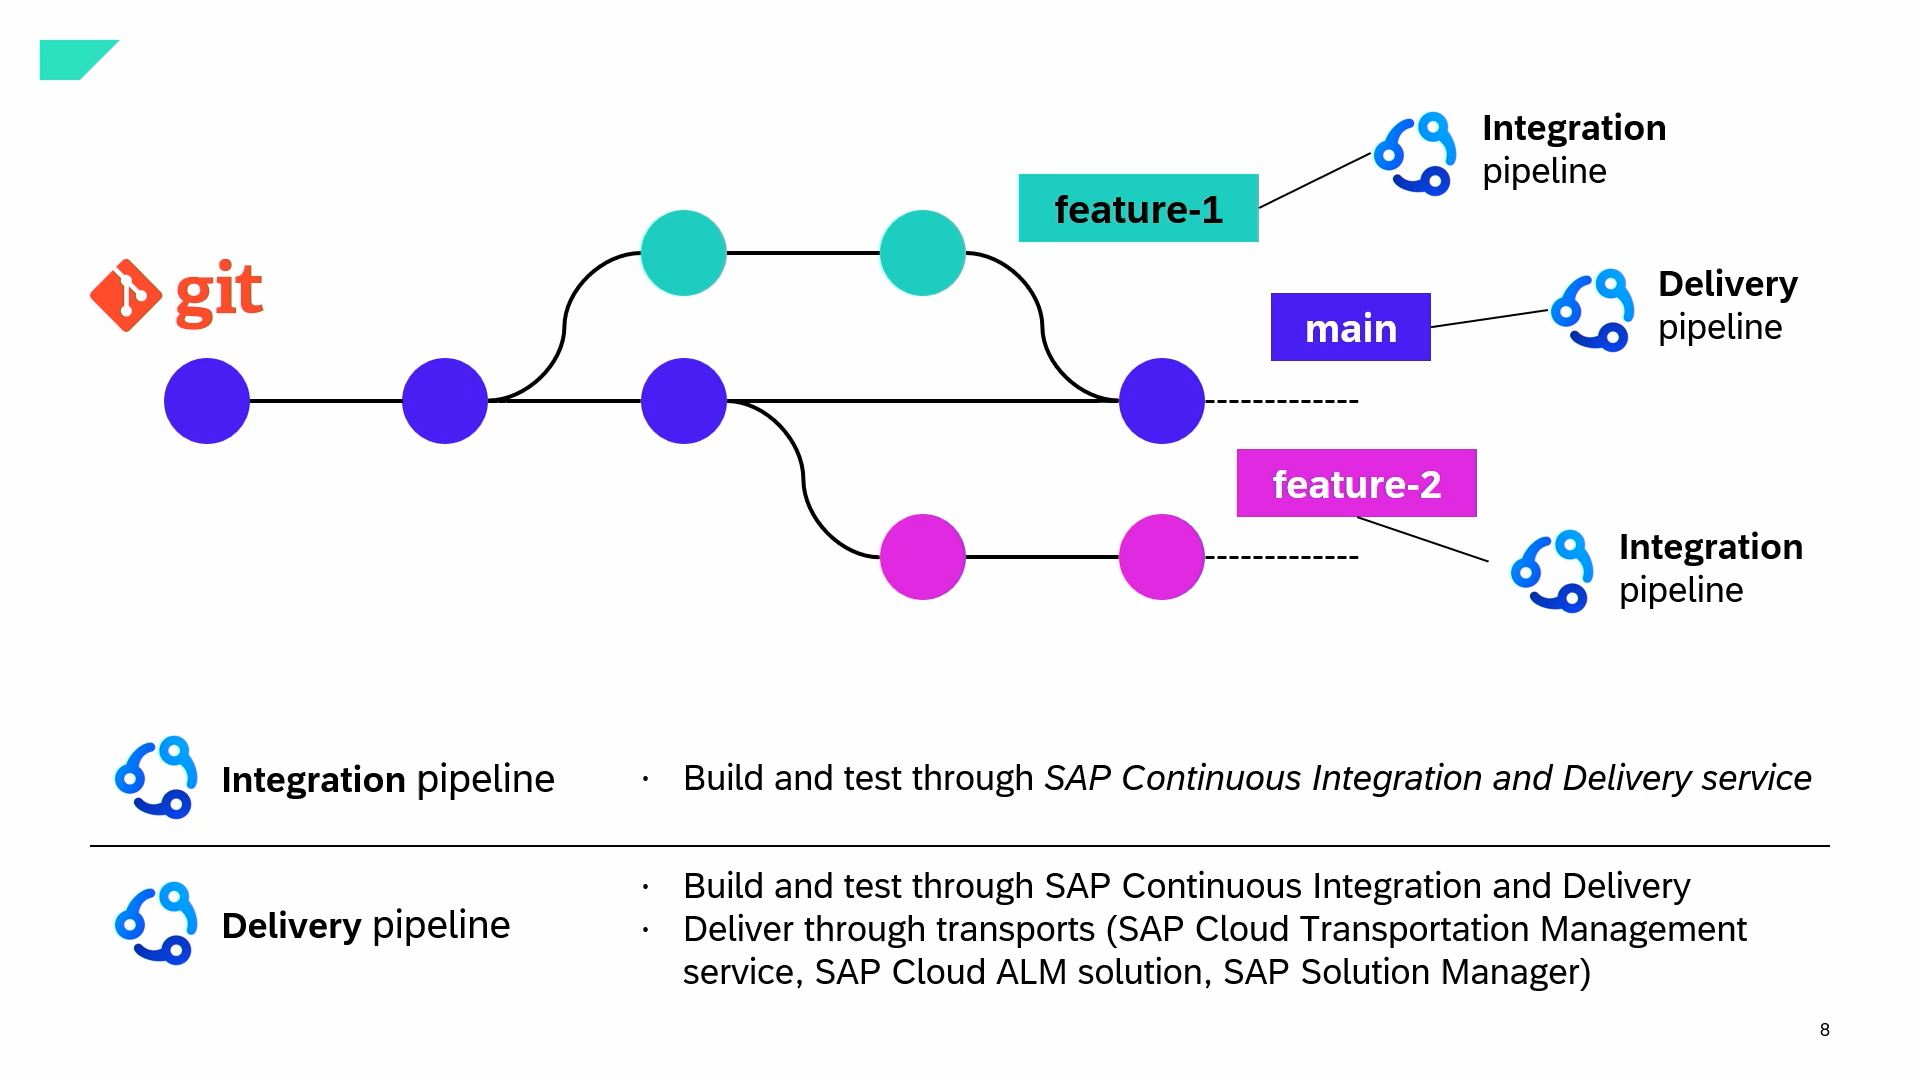 Integration
pipeline
feature-1
git
Delivery
pipeline
main
feature-2
Integration
pipeline
Integration pipeline
· Build and test through SAP Continuous Integration and Delivery service
Delivery pipeline
· Build and test through SAP Continuous Integration and Delivery
· Deliver through transports (SAP Cloud Transportation Management
service, SAP Cloud ALM solution, SAP Solution Manager)
8